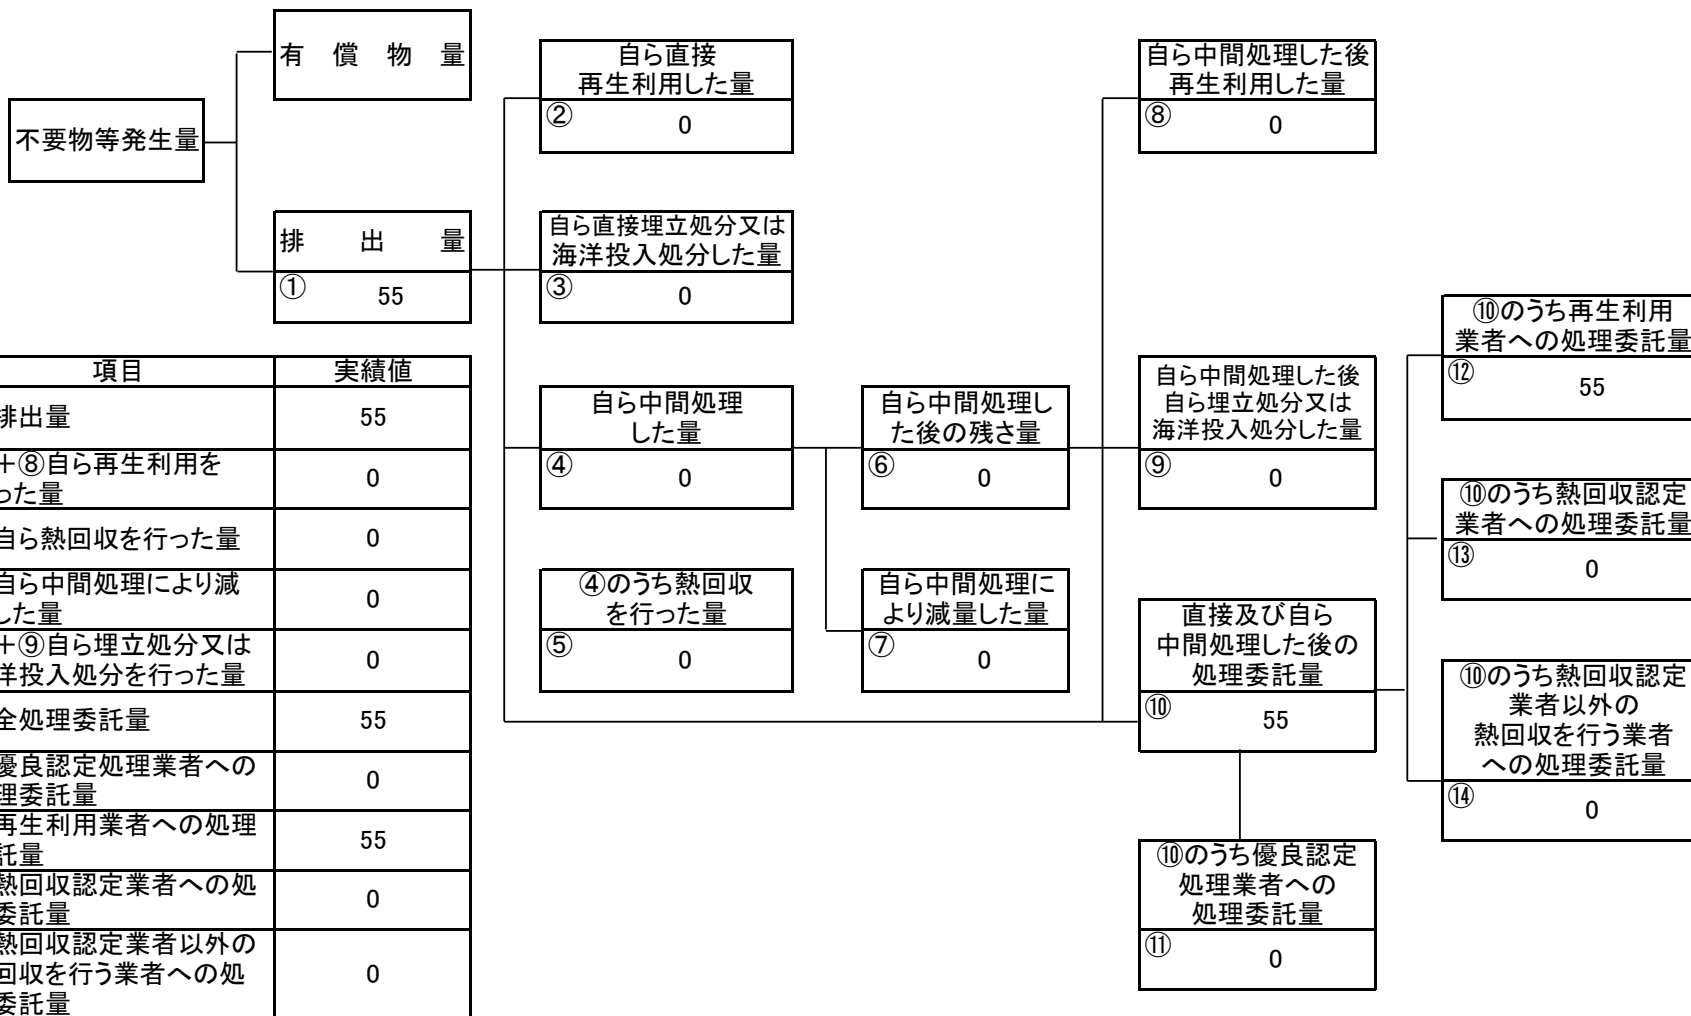 不要物等発生量
有 償 物 量
排 出 量
① 55
自ら直接
再生利用した量
② 0
自ら直接埋立処分又は
海洋投入処分した量
③ 0
自ら中間処理
した量
④ 0
④のうち熱回収
を行った量
⑤ 0
自ら中間処理し
た後の残さ量
⑥ 0
自ら中間処理に
より減量した量
⑦ 0
自ら中間処理した後
再生利用した量
⑧ 0
自ら中間処理した後
自ら埋立処分又は
海洋投入処分した量
⑨ 0
直接及び自ら
中間処理した後の
処理委託量
⑩ 55
⑩のうち優良認定
処理業者への
処理委託量
⑪ 0
⑩のうち再生利用
業者への処理委託量
⑫ 55
⑩のうち熱回収認定
業者への処理委託量
⑬ 0
⑩のうち熱回収認定
業者以外の
熱回収を行う業者
への処理委託量
⑭ 0
項目 実績値
排出量 55
+⑧自ら再生利用を
った量 0
自ら熱回収を行った量 0
自ら中間処理により減
した量 0
+⑨自ら埋立処分又は
洋投入処分を行った量 0
全処理委託量 55
優良認定処理業者への
理委託量 0
再生利用業者への処理
託量 55
熱回収認定業者への処
委託量 0
熱回収認定業者以外の
回収を行う業者への処
委託量 0